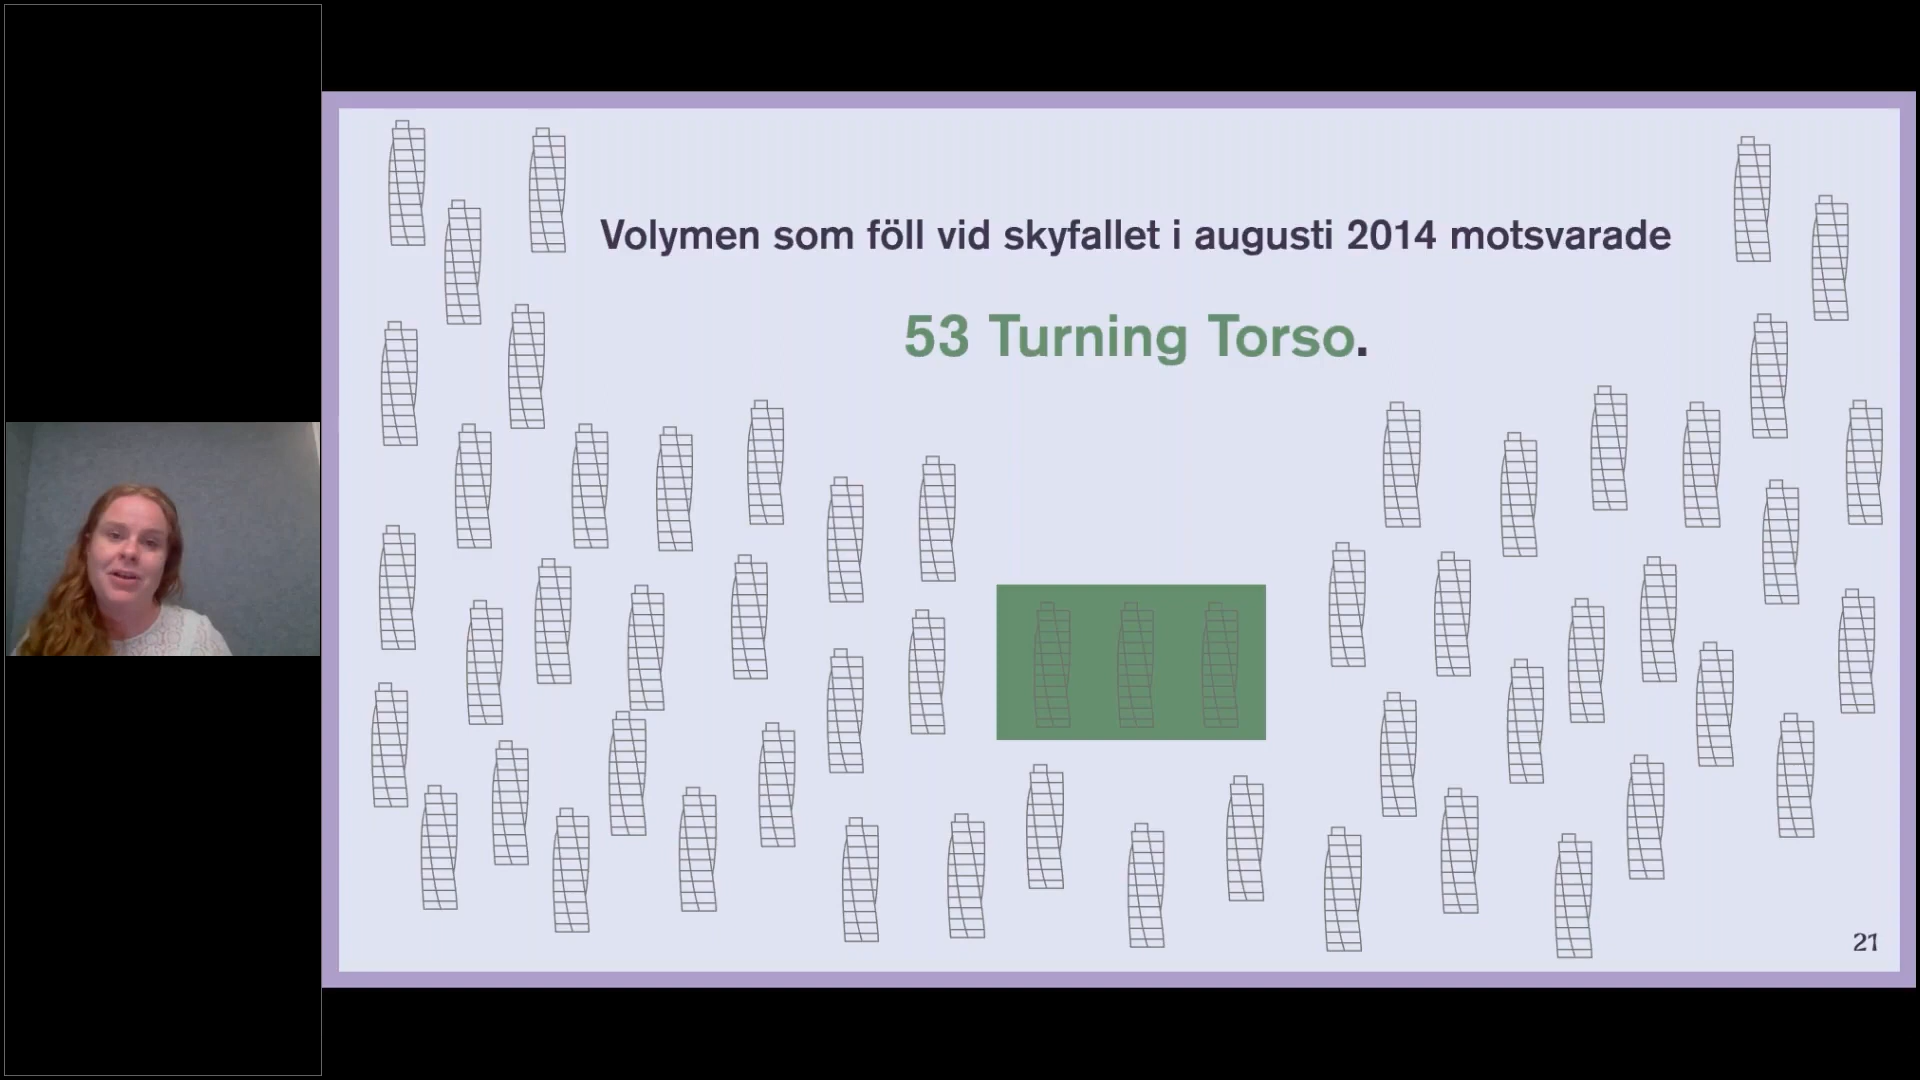 Volymen som föll vid skyfallet i augusti 2014 motsvarade
53 Turning Torso.
21